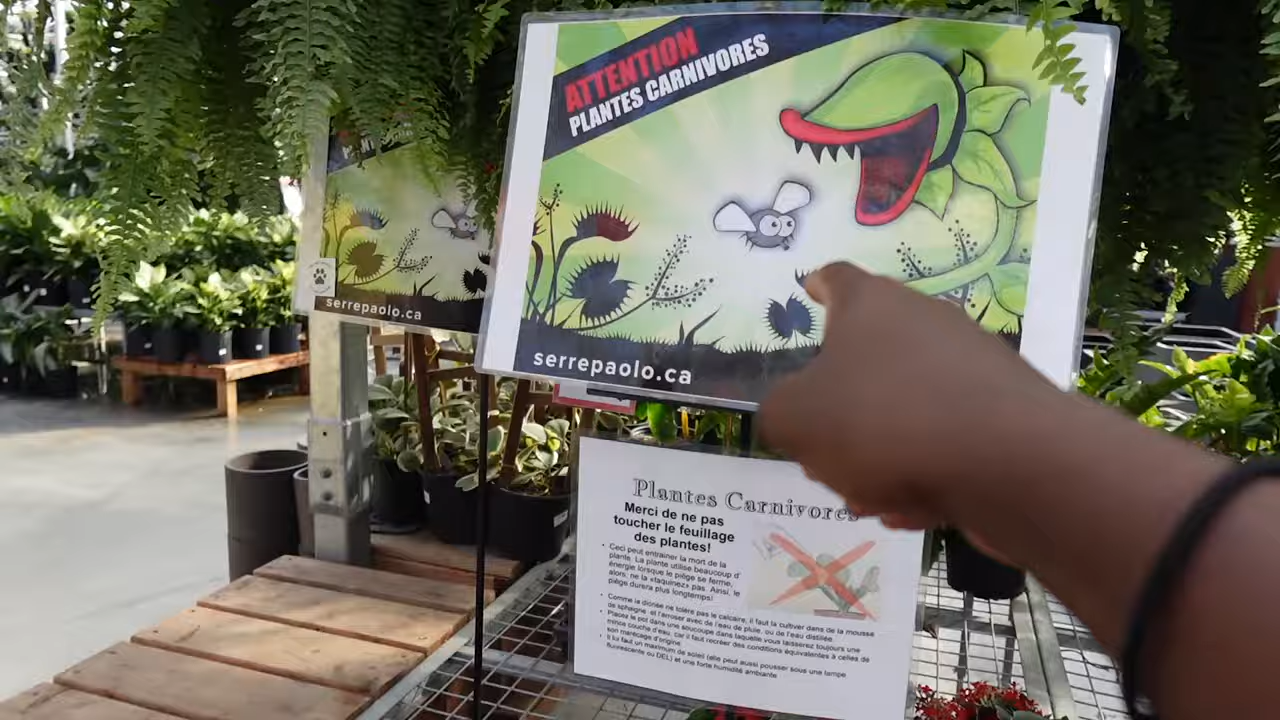 ATTENTION
PLANTES CARNIVORES
serrepaolo.ca
serrepaolo.ca
Plantes Carnivores
Merci de ne pas
toucher le feuillage
des plantes!
• Ceci peut entraîner la mort de la
plante. La plante utilise beaucoup d'
énergie lorsque le piège se ferme,
alors, ne la «taquinez» pas. Ainsi, le
piège durera plus longtemps!
• Comme la dionée ne tolère pas le calcaire, il faut la cultiver dans de la mousse
de sphaigne et l'arroser avec de l'eau de pluie, ou de l'eau distillée.
• Placez le pot dans une soucoupe dans laquelle vous laisserez toujours une
mince couche d'eau, car il faut recréer des conditions équivalentes à celles de
son marécage d'origine.
• Il lui faut un maximum de soleil (elle peut aussi pousser sous une lampe
fluorescente ou DEL) et une forte humidité ambiante